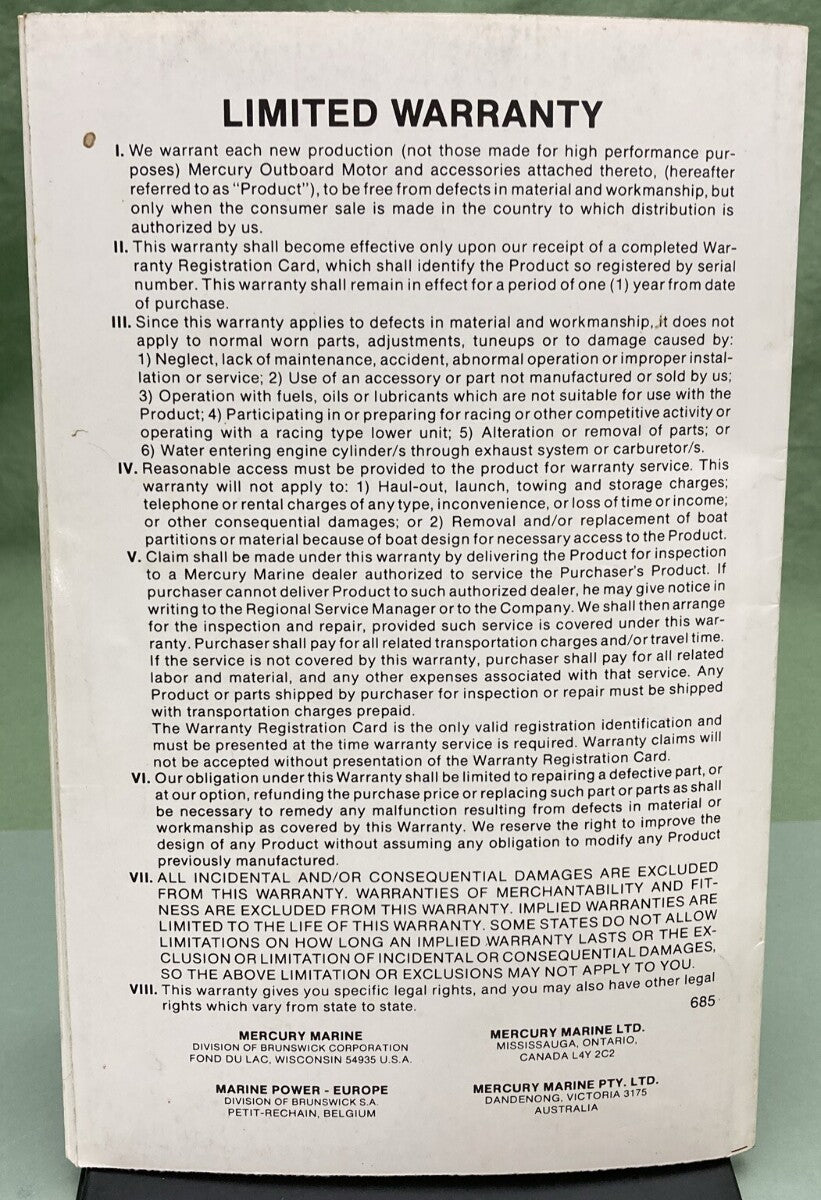 LIMITED WARRANTY
I. We warrant each new production (not those made for high performance pur-
poses) Mercury Outboard Motor and accessories attached thereto, (hereafter
referred to as "Product"), to be free from defects in material and workmanship, but
only when the consumer sale is made in the country to which distribution is
authorized by us.
II. This warranty shall become effective only upon our receipt of a completed War-
ranty Registration Card, which shall identify the Product so registered by serial
number. This warranty shall remain in effect for a period of one (1) year from date
of purchase.
III. Since this warranty applies to defects in material and workmanship, it does not
apply to normal worn parts, adjustments, tuneups or to damage caused by:
1) Neglect, lack of maintenance, accident, abnormal operation or improper instal-
lation or service; 2) Use of an accessory or part not manufactured or sold by us;
3) Operation with fuels, oils or lubricants which are not suitable for use with the
Product; 4) Participating in or preparing for racing or other competitive activity or
operating with a racing type lower unit; 5) Alteration or removal of parts; or
6) Water entering engine cylinder/s through exhaust system or carburetor/s.
IV. Reasonable access must be provided to the product for warranty service. This
warranty will not apply to: 1) Haul-out, launch, towing and storage charges;
telephone or rental charges of any type, inconvenience, or loss of time or income;
or other consequential damages; or 2) Removal and/or replacement of boat
partitions or material because of boat design for necessary access to the Product.
V. Claim shall be made under this warranty by delivering the Product for inspection
to a Mercury Marine dealer authorized to service the Purchaser's Product. If
purchaser cannot deliver Product to such authorized dealer, he may give notice in
writing to the Regional Service Manager or to the Company. We shall then arrange
for the inspection and repair, provided such service is covered under this war-
ranty. Purchaser shall pay for all related transportation charges and/or travel time.
If the service is not covered by this warranty, purchaser shall pay for all related
labor and material, and any other expenses associated with that service. Any
Product or parts shipped by purchaser for inspection or repair must be shipped
with transportation charges prepaid.
The Warranty Registration Card is the only valid registration identification and
must be presented at the time warranty service is required. Warranty claims will
not be accepted without presentation of the Warranty Registration Card.
VI. Our obligation under this Warranty shall be limited to repairing a defective part, or
at our option, refunding the purchase price or replacing such part or parts as shall
be necessary to remedy any malfunction resulting from defects in material or
workmanship as covered by this Warranty. We reserve the right to improve the
design of any Product without assuming any obligation to modify any Product
previously manufactured.
VII. ALL INCIDENTAL AND/OR CONSEQUENTIAL DAMAGES ARE EXCLUDED
FROM THIS WARRANTY. WARRANTIES OF MERCHANTABILITY AND FIT-
NESS ARE EXCLUDED FROM THIS WARRANTY. IMPLIED WARRANTIES ARE
LIMITED TO THE LIFE OF THIS WARRANTY. SOME STATES DO NOT ALLOW
LIMITATIONS ON HOW LONG AN IMPLIED WARRANTY LASTS OR THE EX-
CLUSION OR LIMITATION OF INCIDENTAL OR CONSEQUENTIAL DAMAGES,
SO THE ABOVE LIMITATION OR EXCLUSIONS MAY NOT APPLY TO YOU.
VIII. This warranty gives you specific legal rights, and you may also have other legal
rights which vary from state to state.
685
MERCURY MARINE
DIVISION OF BRUNSWICK CORPORATION
FOND DU LAC, WISCONSIN 54935 U.S.A.
MERCURY MARINE LTD.
MISSISSAUGA, ONTARIO,
CANADA L4Y 2C2
MARINE POWER - EUROPE
DIVISION OF BRUNSWICK S.A.
PETIT-RECHAIN, BELGIUM
MERCURY MARINE PTY. LTD.
DANDENONG, VICTORIA 3175
AUSTRALIA